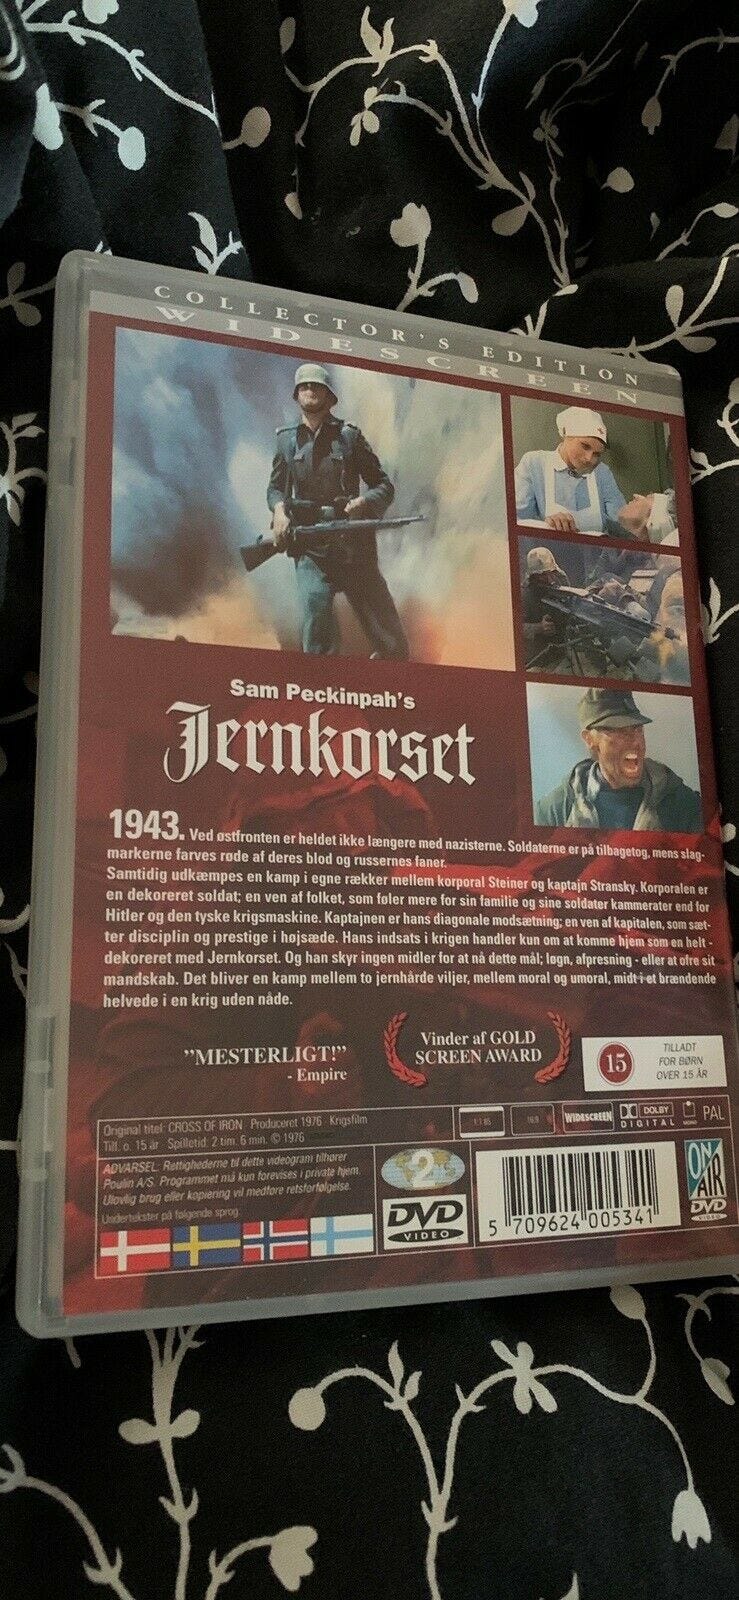 COLLECTOR'S EDITION
WIDESCREEN
Sam Peckinpah's
Jernkorset
1943. Ved østfronten er heldet ikke længere med nazisterne. Soldaterne er på tilbagetog, mens slag-
markerne farves røde af deres blod og russernes faner.
Samtidig udkæmpes en kamp i egne rækker mellem korporal Steiner og kaptajn Stransky. Korporalen er
en dekoreret soldat; en ven af folket, som føler mere for sin familie og sine soldater kammerater end for
Hitler og den tyske krigsmaskine. Kaptajnen er hans diagonale modsætning; en ven af kapitalen, som sæt-
ter disciplin og prestige i højsæde. Hans indsats i krigen handler kun om at komme hjem som en helt -
dekoreret med Jernkorset. Og han skyr ingen midler for at nå dette mål; løgn, afpresning - eller at ofre sit
mandskab. Det bliver en kamp mellem to jernhårde viljer, mellem moral og umoral, midt i et brændende
helvede i en krig uden nåde.
"MESTERLIGT!"
- Empire
Vinder af GOLD
SCREEN AWARD
15
TILLADT
FOR BØRN
OVER 15 ÅR
Original titel: CROSS OF IRON Produceret 1976 · Krigsfilm
Till. o. 15 år · Spilletid: 2 tim. 6 min. © 1976
1:1.85
16:9
WIDESCREEN
DOLBY
DIGITAL
MONO
PAL
ADVARSEL: Rettighederne til dette videogram tilhører
Poulin A/S. Programmet må kun forevises i private hjem.
Ulovlig brug eller kopiering vil medføre retsforfølgelse.
Undertekster på følgende sprog:
2
DVD
VIDEO
5 709624 005341
ON
AIR
DVD
VIDEO